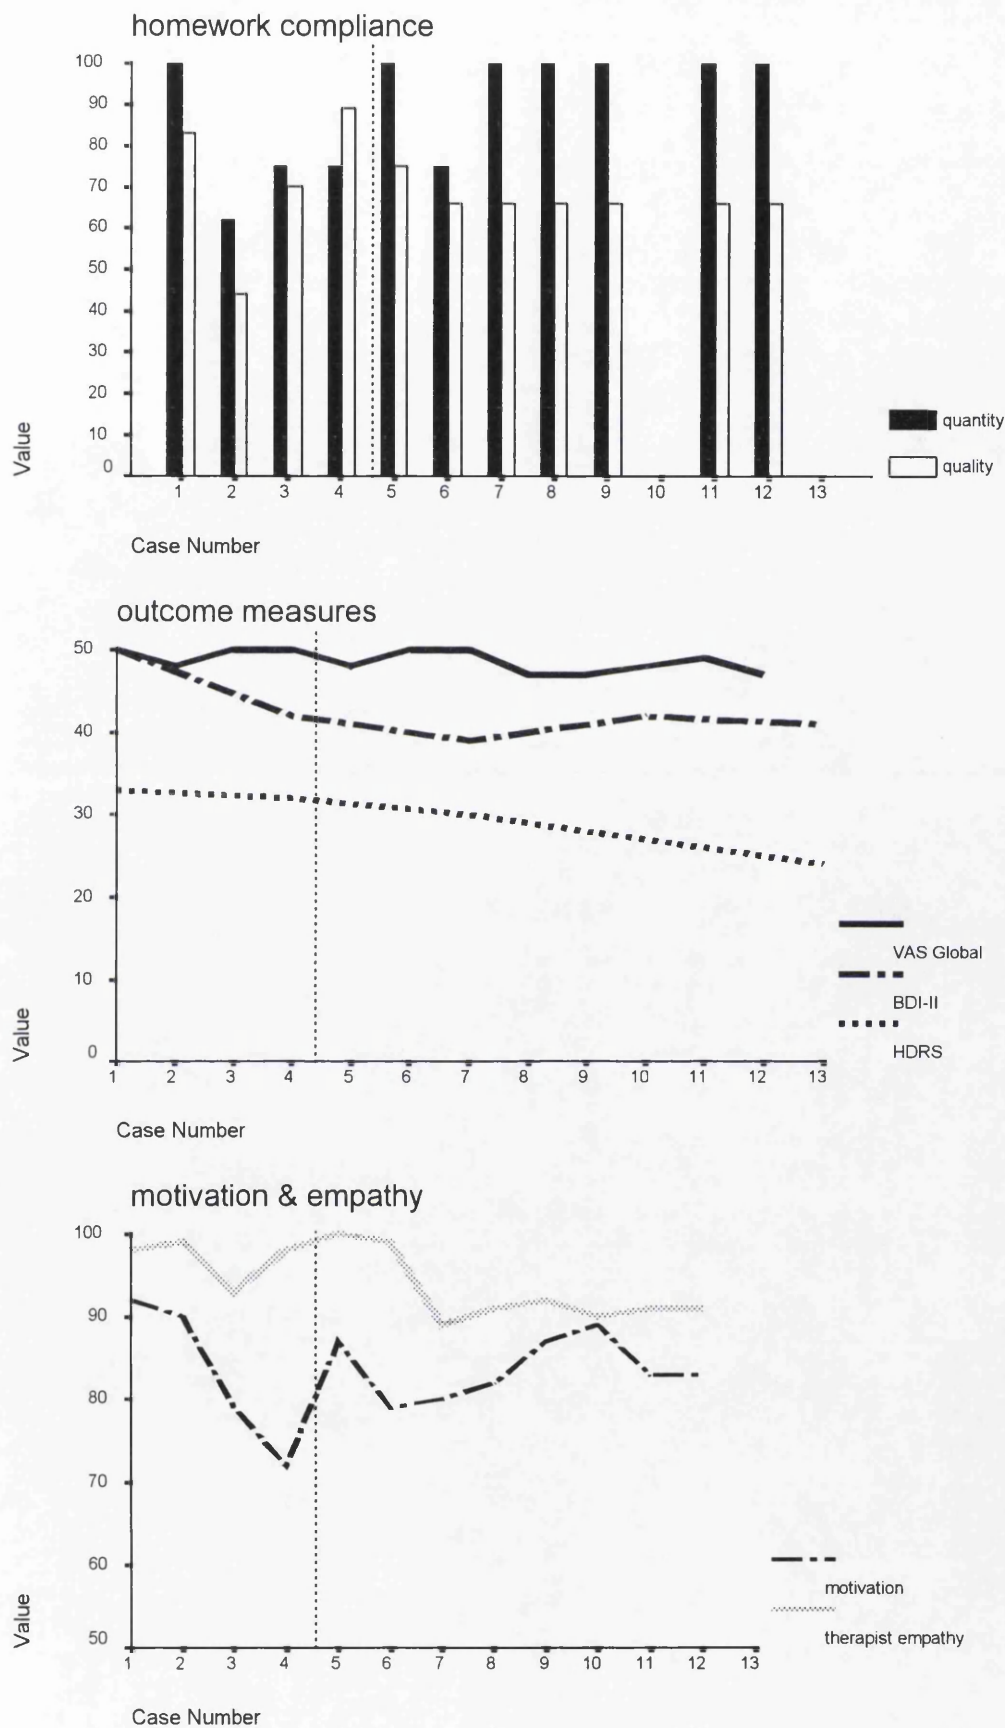 homework compliance
100
90
80
70
60
50
40
30
20
10
0
Value
1 2 3 4 5 6 7 8 9 10 11 12 13
quantity
quality
Case Number
outcome measures
50
40
30
20
10
0
Value
1 2 3 4 5 6 7 8 9 10 11 12 13
VAS Global
BDI-II
HDRS
Case Number
motivation & empathy
100
90
80
70
60
50
Value
1 2 3 4 5 6 7 8 9 10 11 12 13
motivation
therapist empathy
Case Number